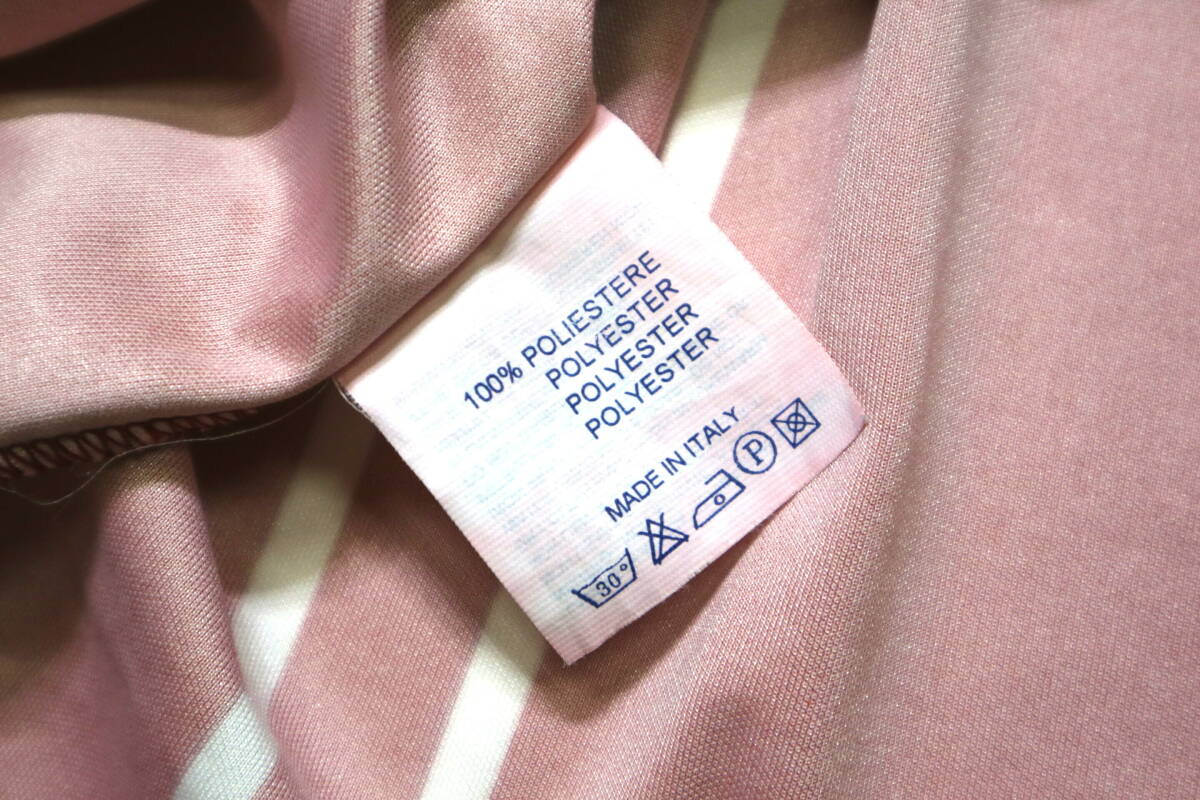 100% POLIESTERE
POLYESTER
POLYESTER
POLYESTER
MADE IN ITALY
30° P